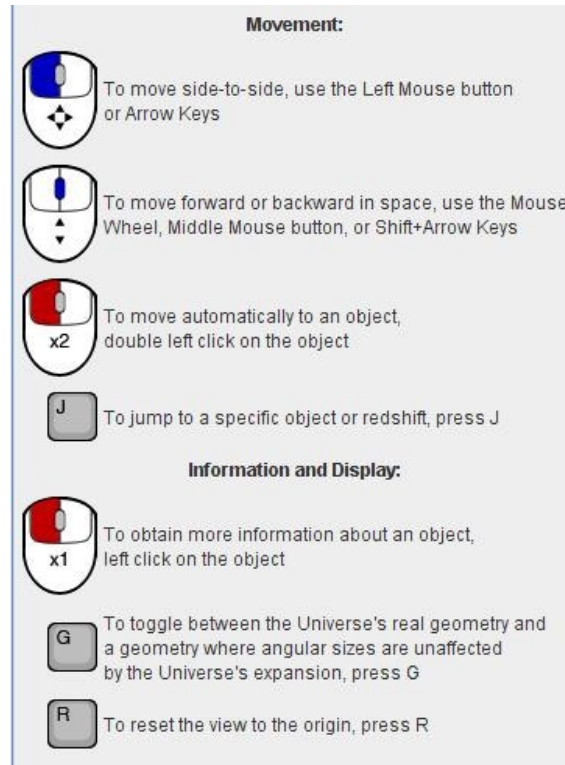 Movement:
To move side-to-side, use the Left Mouse button
or Arrow Keys
To move forward or backward in space, use the Mouse
Wheel, Middle Mouse button, or Shift+Arrow Keys
x2
To move automatically to an object,
double left click on the object
J
To jump to a specific object or redshift, press J
Information and Display:
x1
To obtain more information about an object,
left click on the object
G
To toggle between the Universe's real geometry and
a geometry where angular sizes are unaffected
by the Universe's expansion, press G
R
To reset the view to the origin, press R